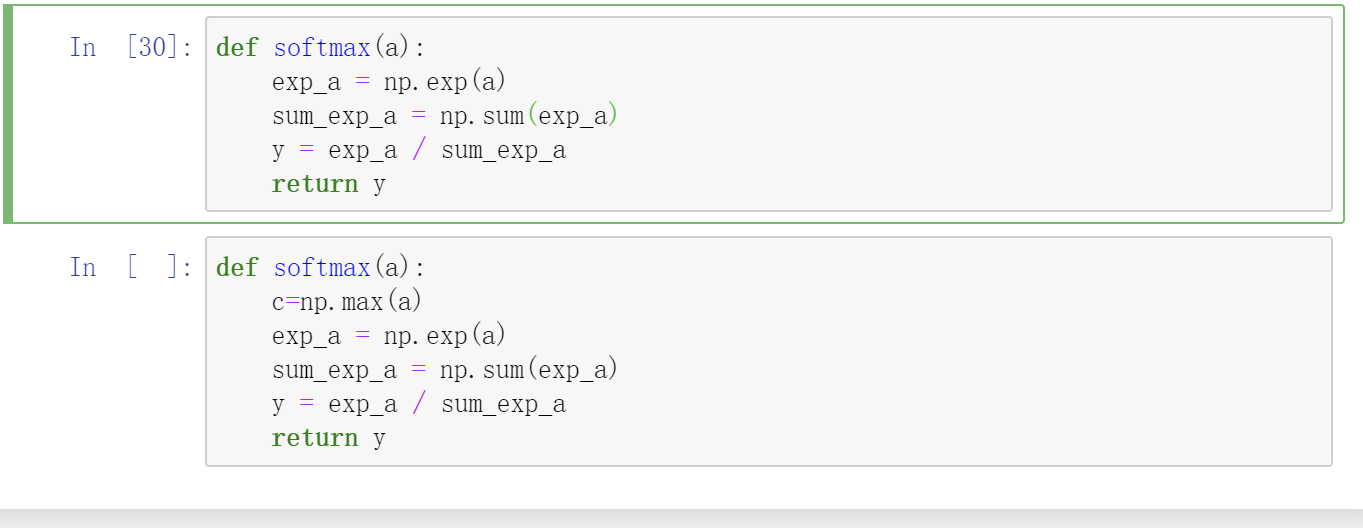 In [30]: def softmax(a):
    exp_a = np.exp(a)
    sum_exp_a = np.sum(exp_a)
    y = exp_a / sum_exp_a
    return y
In [ ]: def softmax(a):
    c=np.max(a)
    exp_a = np.exp(a)
    sum_exp_a = np.sum(exp_a)
    y = exp_a / sum_exp_a
    return y